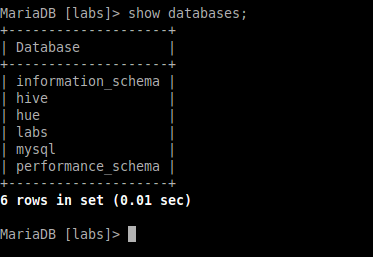 MariaDB [labs]> show databases;
+--------------------+
| Database           |
+--------------------+
| information_schema |
| hive               |
| hue                |
| labs               |
| mysql              |
| performance_schema |
+--------------------+
6 rows in set (0.01 sec)
MariaDB [labs]>